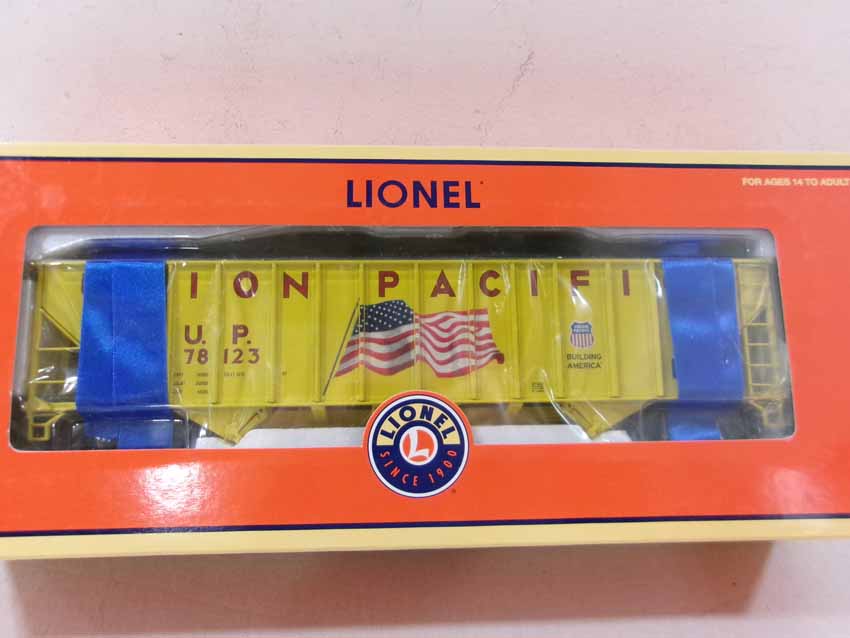 LIONEL
FOR AGES 14 TO ADULT
ION PACIFI
U.P.
78123
BUILDING
AMERICA
LIONEL
L
SINCE 1900